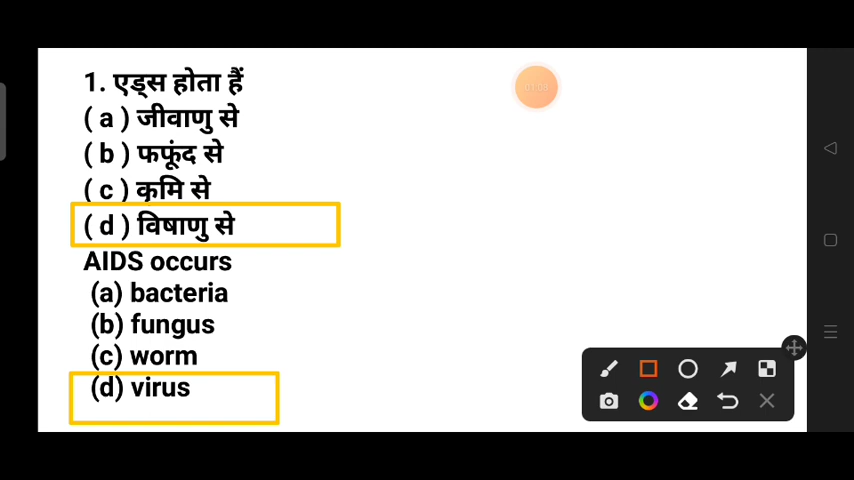 1. एड्स होता हैं
( a ) जीवाणु से
( b ) फफूंद से
( c ) कृमि से
( d ) विषाणु से
AIDS occurs
(a) bacteria
(b) fungus
(c) worm
(d) virus